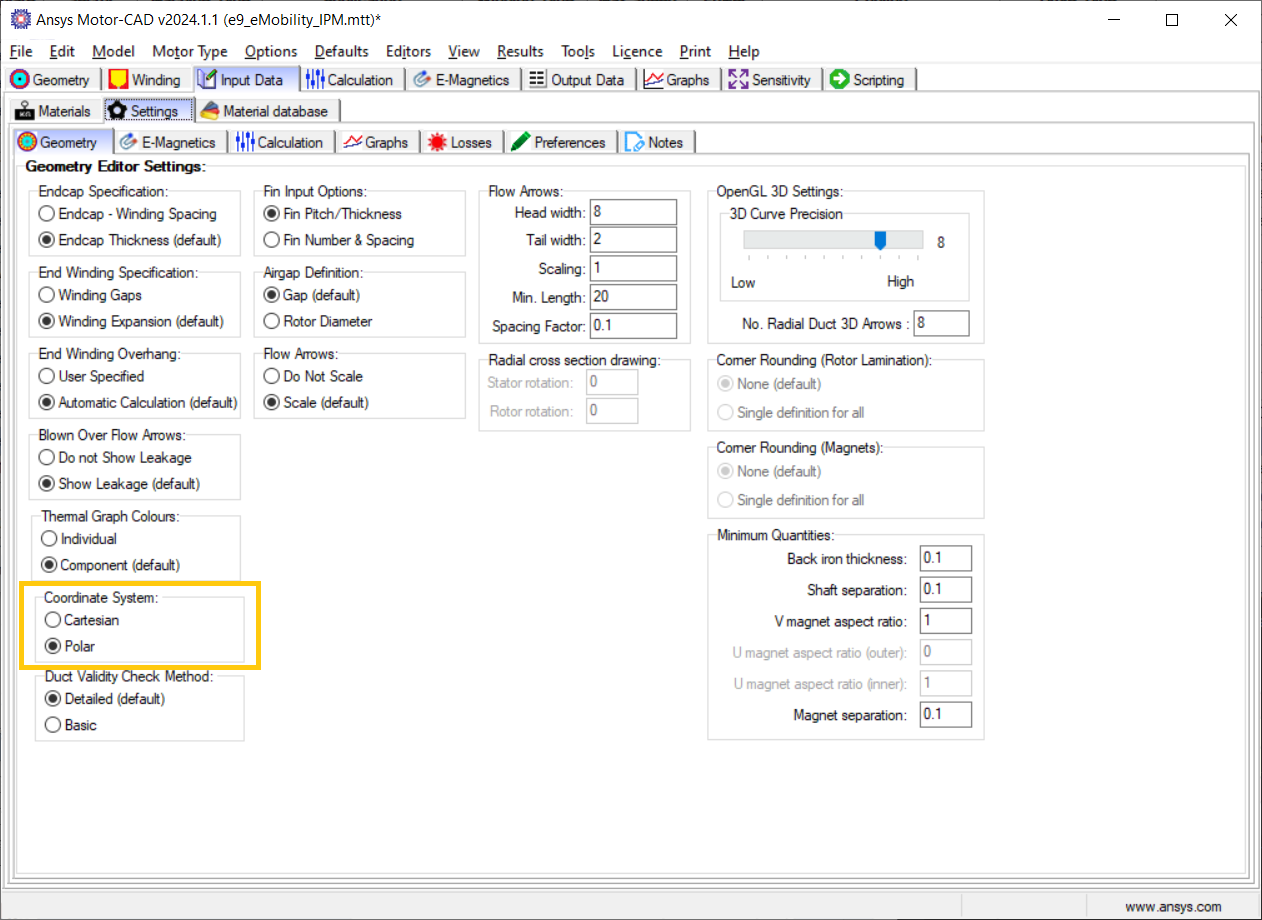 Ansys Motor-CAD v2024.1.1 (e9_eMobility_IPM.mtt)*
File Edit Model Motor Type Options Defaults Editors View Results Tools Licence Print Help
Geometry Winding Input Data Calculation E-Magnetics Output Data Graphs Sensitivity Scripting
Materials Settings Material database
Geometry E-Magnetics Calculation Graphs Losses Preferences Notes
Geometry Editor Settings:
Endcap Specification:
Endcap - Winding Spacing
Endcap Thickness (default)
End Winding Specification:
Winding Gaps
Winding Expansion (default)
End Winding Overhang:
User Specified
Automatic Calculation (default)
Blown Over Flow Arrows:
Do not Show Leakage
Show Leakage (default)
Thermal Graph Colours:
Individual
Component (default)
Coordinate System:
Cartesian
Polar
Duct Validity Check Method:
Detailed (default)
Basic
Fin Input Options:
Fin Pitch/Thickness
Fin Number & Spacing
Airgap Definition:
Gap (default)
Rotor Diameter
Flow Arrows:
Do Not Scale
Scale (default)
Flow Arrows:
Head width: 8
Tail width: 2
Scaling: 1
Min. Length: 20
Spacing Factor: 0.1
Radial cross section drawing:
Stator rotation: 0
Rotor rotation: 0
OpenGL 3D Settings:
3D Curve Precision
8
Low High
No. Radial Duct 3D Arrows : 8
Corner Rounding (Rotor Lamination):
None (default)
Single definition for all
Corner Rounding (Magnets):
None (default)
Single definition for all
Minimum Quantities:
Back iron thickness: 0.1
Shaft separation: 0.1
V magnet aspect ratio: 1
U magnet aspect ratio (outer): 0
U magnet aspect ratio (inner): 1
Magnet separation: 0.1
www.ansys.com